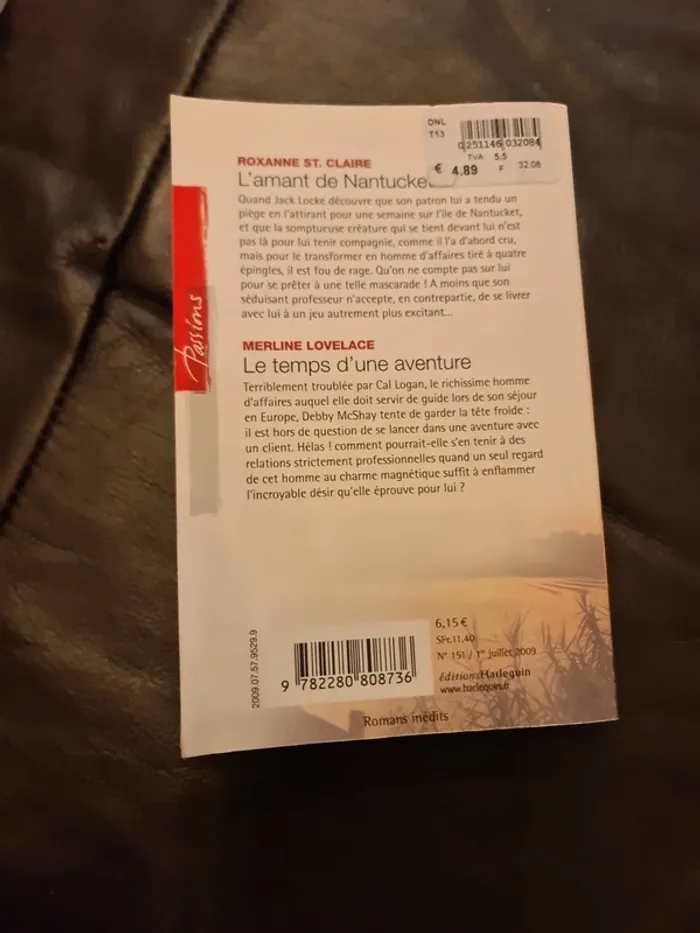 DNL
T13
0251146 032084
TVA 5.5
€ 4.89 F 32.08
ROXANNE ST. CLAIRE
L'amant de Nantucket
Quand Jack Locke découvre que son patron lui a tendu un
piège en l'attirant pour une semaine sur l'île de Nantucket,
et que la somptueuse créature qui se tient devant lui n'est
pas là pour lui tenir compagnie, comme il l'a d'abord cru,
mais pour le transformer en homme d'affaires tiré à quatre
épingles, il est fou de rage. Qu'on ne compte pas sur lui
pour se prêter à une telle mascarade ! A moins que son
séduisant professeur n'accepte, en contrepartie, de se livrer
avec lui à un jeu autrement plus excitant...
Passions
MERLINE LOVELACE
Le temps d'une aventure
Terriblement troublée par Cal Logan, le richissime homme
d'affaires auquel elle doit servir de guide lors de son séjour
en Europe, Debby McShay tente de garder la tête froide :
il est hors de question de se lancer dans une aventure avec
un client. Hélas ! comment pourrait-elle s'en tenir à des
relations strictement professionnelles quand un seul regard
de cet homme au charme magnétique suffit à enflammer
l'incroyable désir qu'elle éprouve pour lui ?
2009.07.57.9529.9
9 782280 808736
6,15 €
SFr.11.40
N° 151 / 1er juillet 2009
éditionsHarlequin
www.harlequin.fr
Romans inédits